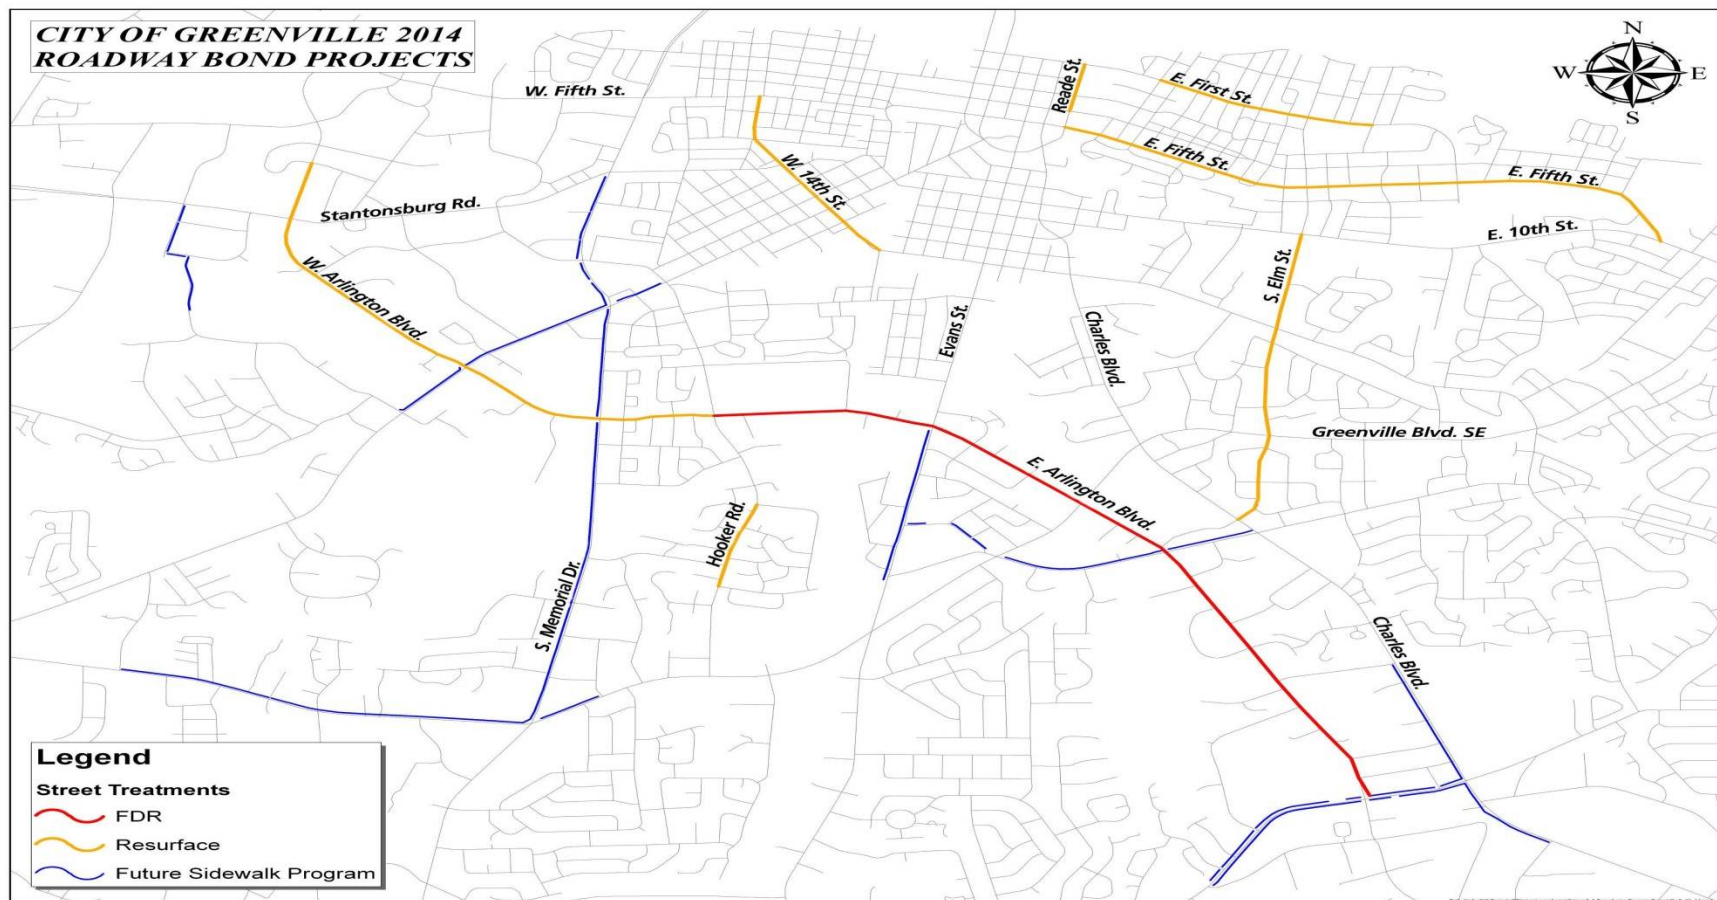 CITY OF GREENVILLE 2014
ROADWAY BOND PROJECTS
N
W
E
S
W. Fifth St.
Reade St.
E. First St.
E. Fifth St.
E. Fifth St.
W. 14th St.
Stantonsburg Rd.
E. 10th St.
W. Arlington Blvd.
S. Elm St.
Evans St.
Charles Blvd.
Greenville Blvd. SE
E. Arlington Blvd.
Hooker Rd.
S. Memorial Dr.
Charles Blvd.
Legend
Street Treatments
FDR
Resurface
Future Sidewalk Program